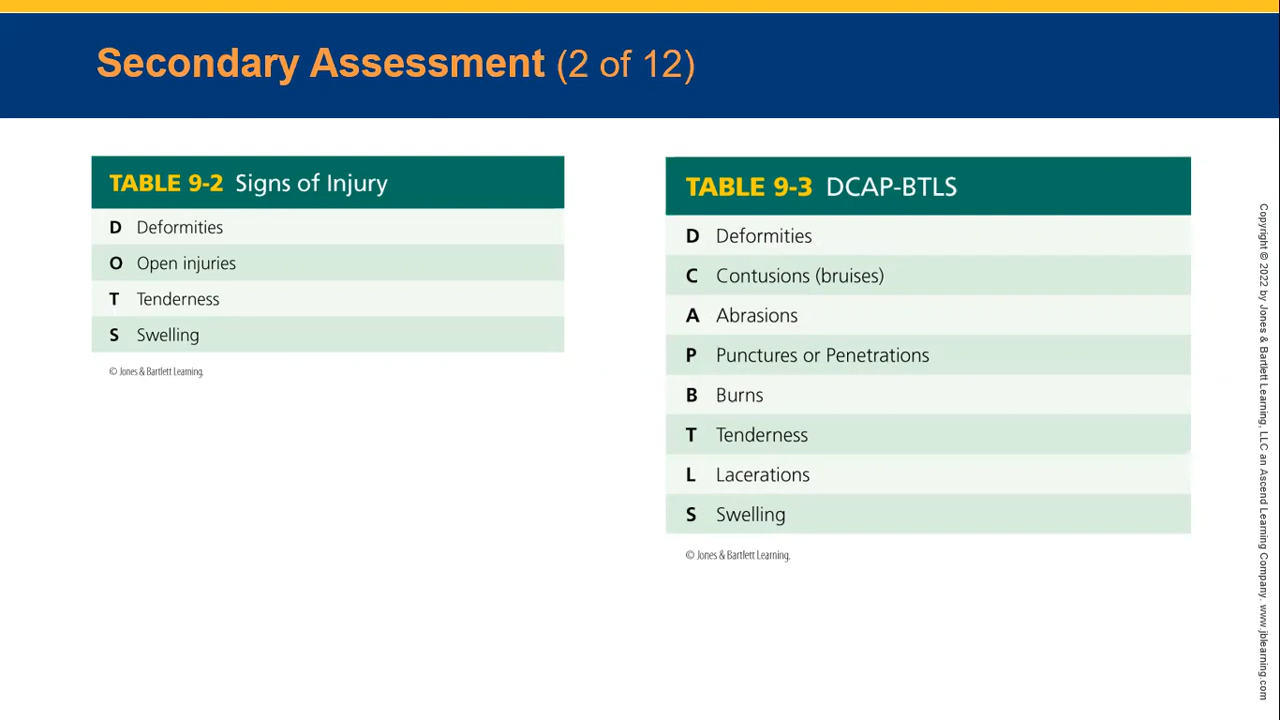 Secondary Assessment (2 of 12)
TABLE 9-2 Signs of Injury
D Deformities
O Open injuries
T Tenderness
S Swelling
© Jones & Bartlett Learning.
TABLE 9-3 DCAP-BTLS
D Deformities
C Contusions (bruises)
A Abrasions
P Punctures or Penetrations
B Burns
T Tenderness
L Lacerations
S Swelling
© Jones & Bartlett Learning.
Copyright © 2022 by Jones & Bartlett Learning, LLC an Ascend Learning Company. www.jblearning.com